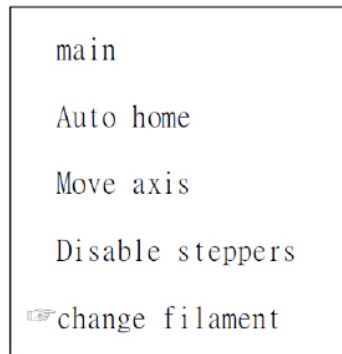 main
Auto home
Move axis
Disable steppers
☞change filament